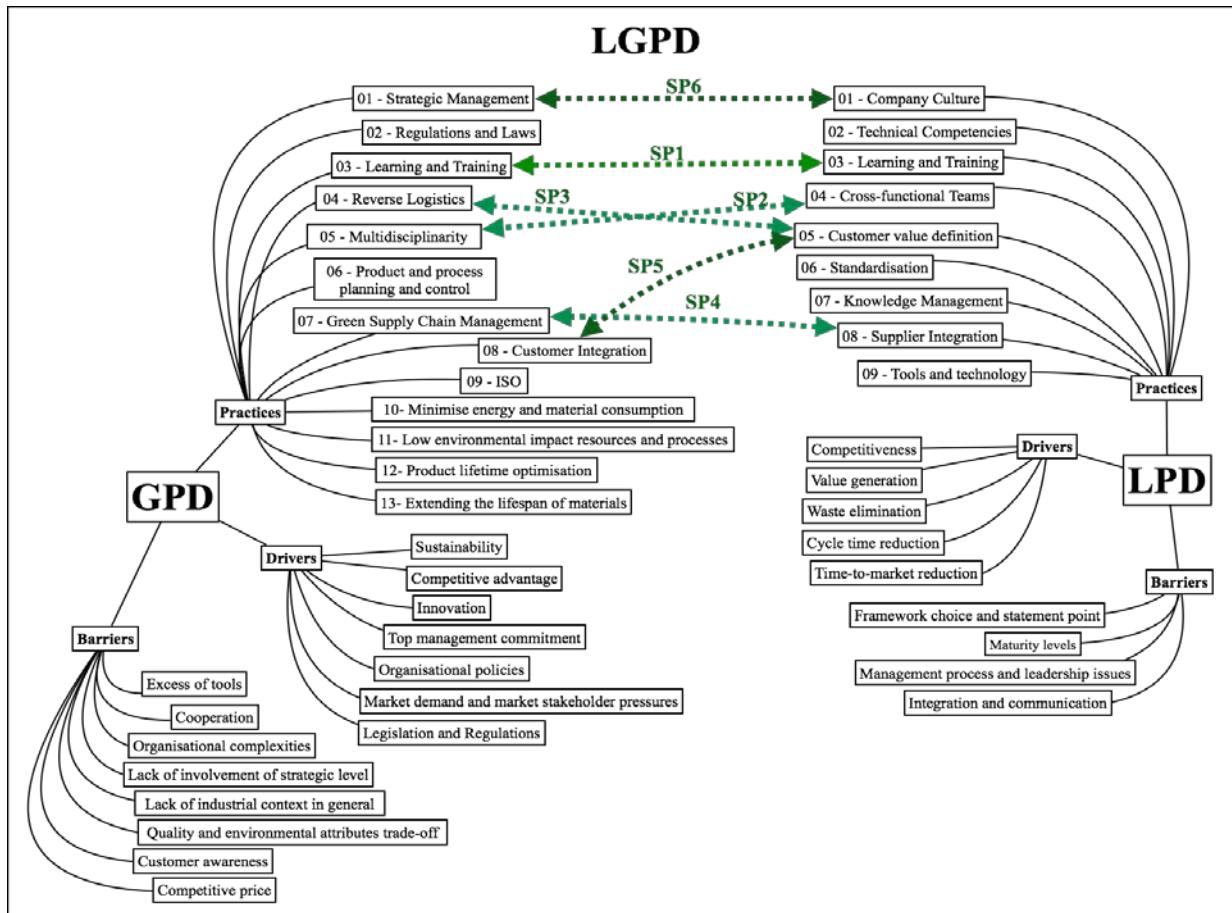 LGPD
SP6
01 - Strategic Management
01 - Company Culture
02 - Regulations and Laws
02 - Technical Competencies
SP1
03 - Learning and Training
03 - Learning and Training
SP3
SP2
04 - Reverse Logistics
04 - Cross-functional Teams
05 - Multidisciplinarity
05 - Customer value definition
SP5
06 - Product and process
planning and control
06 - Standardisation
SP4
07 - Green Supply Chain Management
07 - Knowledge Management
08 - Customer Integration
08 - Supplier Integration
09 - ISO
09 - Tools and technology
Practices
Practices
10- Minimise energy and material consumption
11- Low environmental impact resources and processes
12- Product lifetime optimisation
13- Extending the lifespan of materials
GPD
Drivers
Sustainability
Competitive advantage
Innovation
Top management commitment
Organisational policies
Market demand and market stakeholder pressures
Legislation and Regulations
Barriers
Excess of tools
Cooperation
Organisational complexities
Lack of involvement of strategic level
Lack of industrial context in general
Quality and environmental attributes trade-off
Customer awareness
Competitive price
LPD
Drivers
Competitiveness
Value generation
Waste elimination
Cycle time reduction
Time-to-market reduction
Barriers
Framework choice and statement point
Maturity levels
Management process and leadership issues
Integration and communication